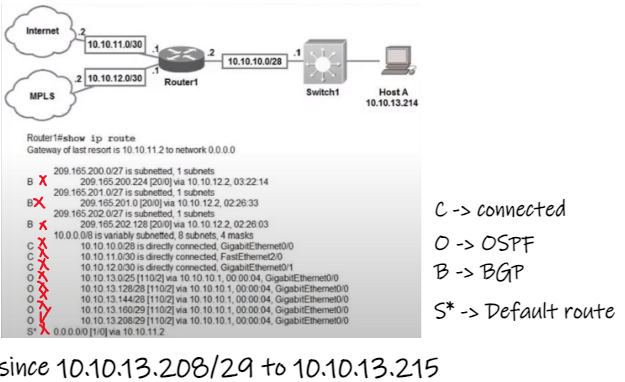 Internet
.2
10.10.11.0/30
.1
.2
10.10.10.0/28
.1
.1
.2
10.10.12.0/30
Router1
MPLS
Switch1
Host A
10.10.13.214
Router1#show ip route
Gateway of last resort is 10.10.11.2 to network 0.0.0.0
209.165.200.0/27 is subnetted, 1 subnets
B X 209.165.200.224 [20/0] via 10.10.12.2, 03:22:14
209.165.201.0/27 is subnetted, 1 subnets
B X 209.165.201.0 [20/0] via 10.10.12.2, 02:26:33
209.165.202.0/27 is subnetted, 1 subnets
B X 209.165.202.128 [20/0] via 10.10.12.2, 02:26:03
10.0.0.0/8 is variably subnetted, 8 subnets, 4 masks
C X 10.10.10.0/28 is directly connected, GigabitEthernet0/0
C X 10.10.11.0/30 is directly connected, FastEthernet2/0
C X 10.10.12.0/30 is directly connected, GigabitEthernet0/1
O X 10.10.13.0/25 [110/2] via 10.10.10.1, 00:00:04, GigabitEthernet0/0
O X 10.10.13.128/28 [110/2] via 10.10.10.1, 00:00:04, GigabitEthernet0/0
O X 10.10.13.144/28 [110/2] via 10.10.10.1, 00:00:04, GigabitEthernet0/0
O X 10.10.13.160/29 [110/2] via 10.10.10.1, 00:00:04, GigabitEthernet0/0
O 10.10.13.208/29 [110/2] via 10.10.10.1, 00:00:04, GigabitEthernet0/0
S* X 0.0.0.0/0 [1/0] via 10.10.11.2
C -> connected
O -> OSPF
B -> BGP
S* -> Default route
since 10.10.13.208/29 to 10.10.13.215